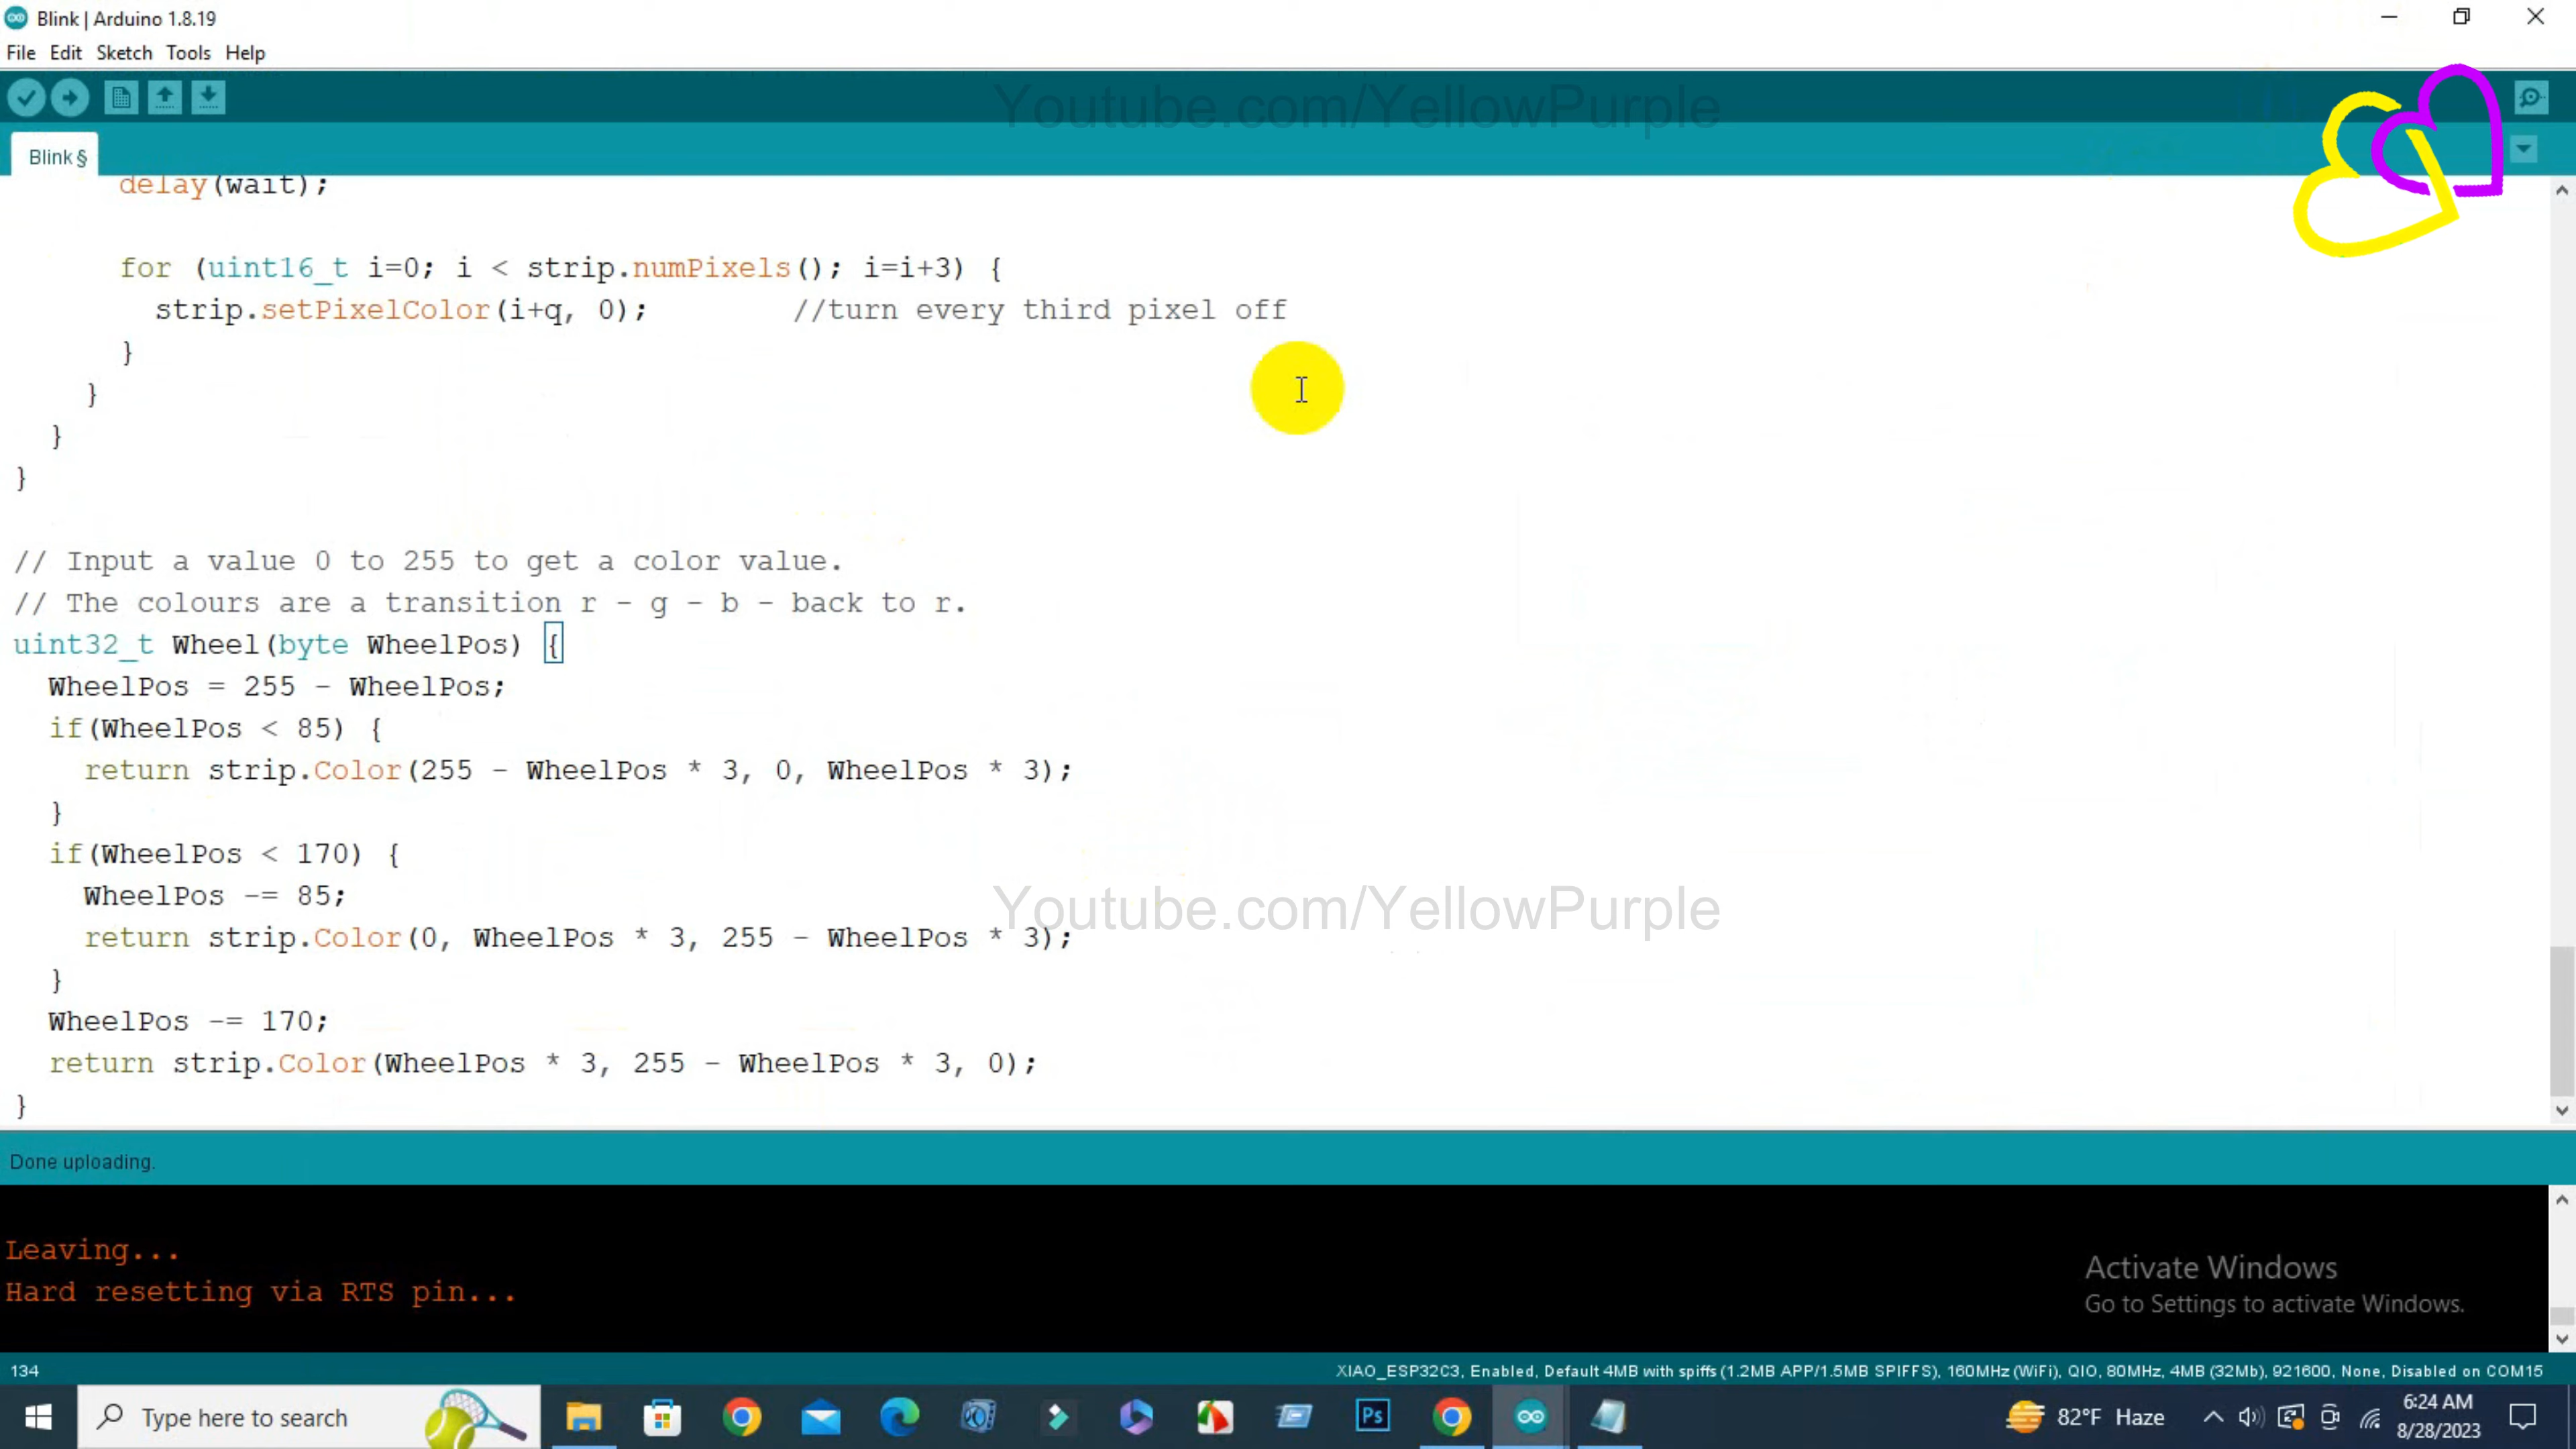 Blink | Arduino 1.8.19
File Edit Sketch Tools Help
Youtube.com/YellowPurple
Blink §
delay(wait);
for (uint16_t i=0; i < strip.numPixels(); i=i+3) {
strip.setPixelColor(i+q, 0); //turn every third pixel off
}
}
}
}
// Input a value 0 to 255 to get a color value.
// The colours are a transition r - g - b - back to r.
uint32_t Wheel(byte WheelPos) {
WheelPos = 255 - WheelPos;
if(WheelPos < 85) {
return strip.Color(255 - WheelPos * 3, 0, WheelPos * 3);
}
if(WheelPos < 170) {
WheelPos -= 85;
Youtube.com/YellowPurple
return strip.Color(0, WheelPos * 3, 255 - WheelPos * 3);
}
WheelPos -= 170;
return strip.Color(WheelPos * 3, 255 - WheelPos * 3, 0);
}
Done uploading.
Leaving...
Hard resetting via RTS pin...
Activate Windows
Go to Settings to activate Windows.
134
XIAO_ESP32C3, Enabled, Default 4MB with spiffs (1.2MB APP/1.5MB SPIFFS), 160MHz (WiFi), QIO, 80MHz, 4MB (32Mb), 921600, None, Disabled on COM15
Type here to search
Ps
82°F Haze
6:24 AM
8/28/2023